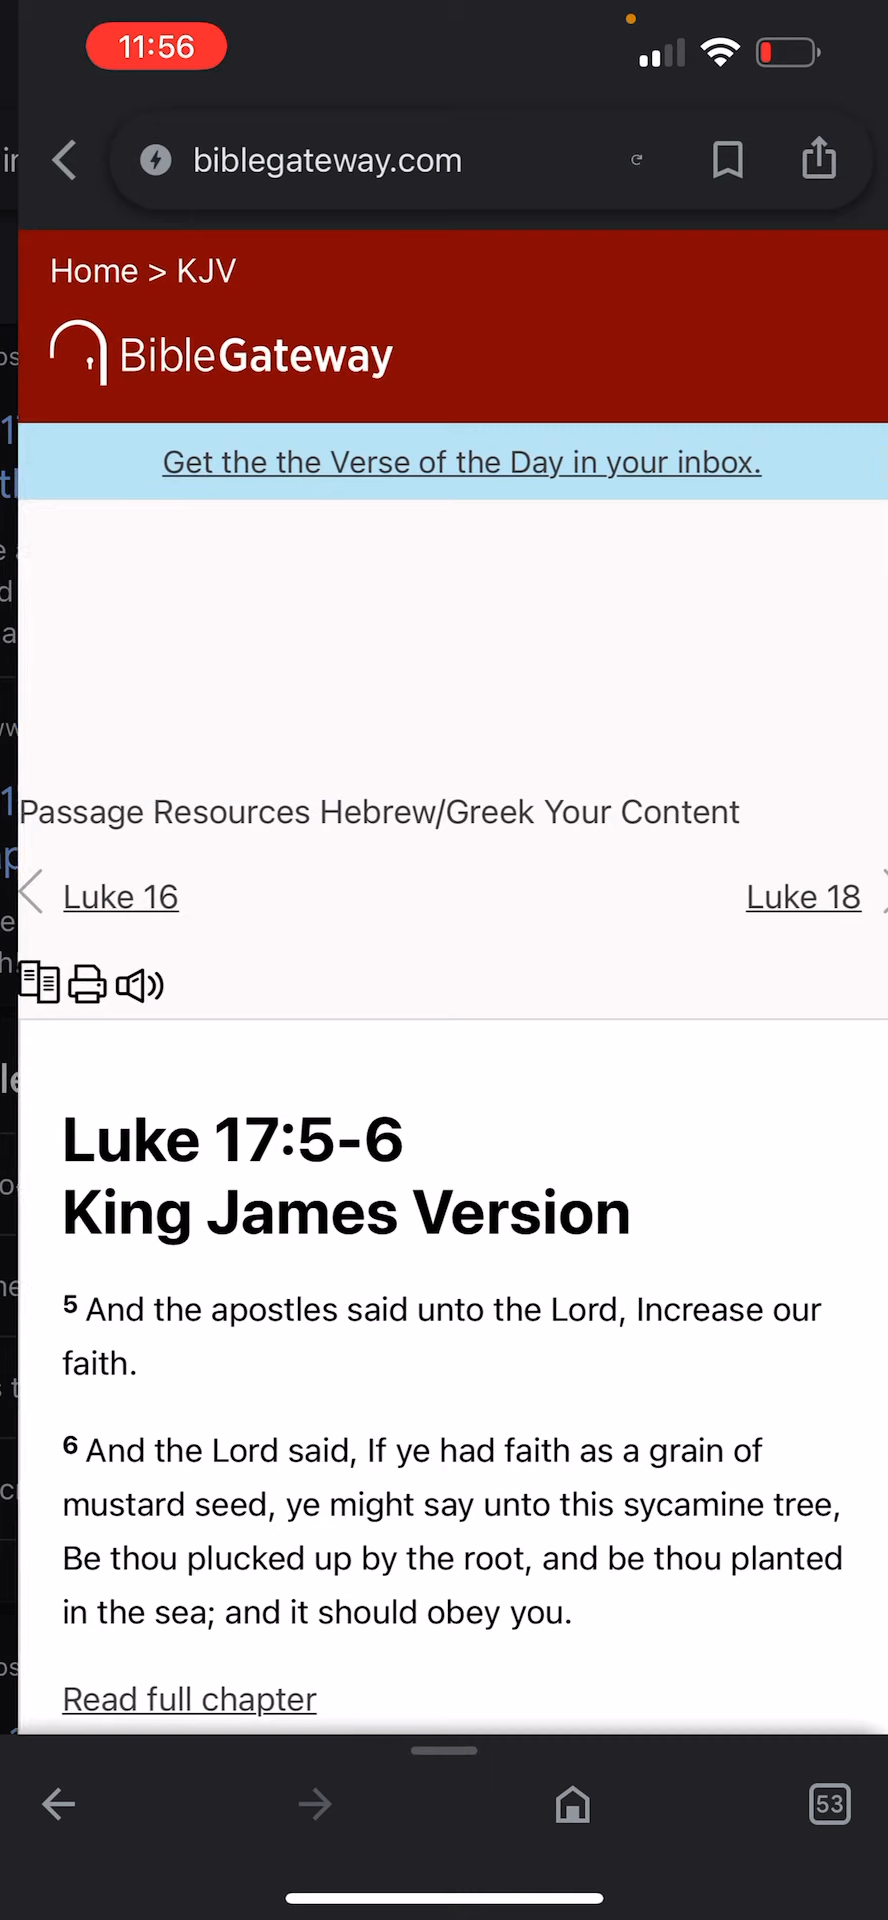 11:56
biblegateway.com
Home > KJV
BibleGateway
Get the the Verse of the Day in your inbox.
Passage Resources Hebrew/Greek Your Content
Luke 16
Luke 18
Luke 17:5-6
King James Version
5 And the apostles said unto the Lord, Increase our
faith.
6 And the Lord said, If ye had faith as a grain of
mustard seed, ye might say unto this sycamine tree,
Be thou plucked up by the root, and be thou planted
in the sea; and it should obey you.
Read full chapter
53